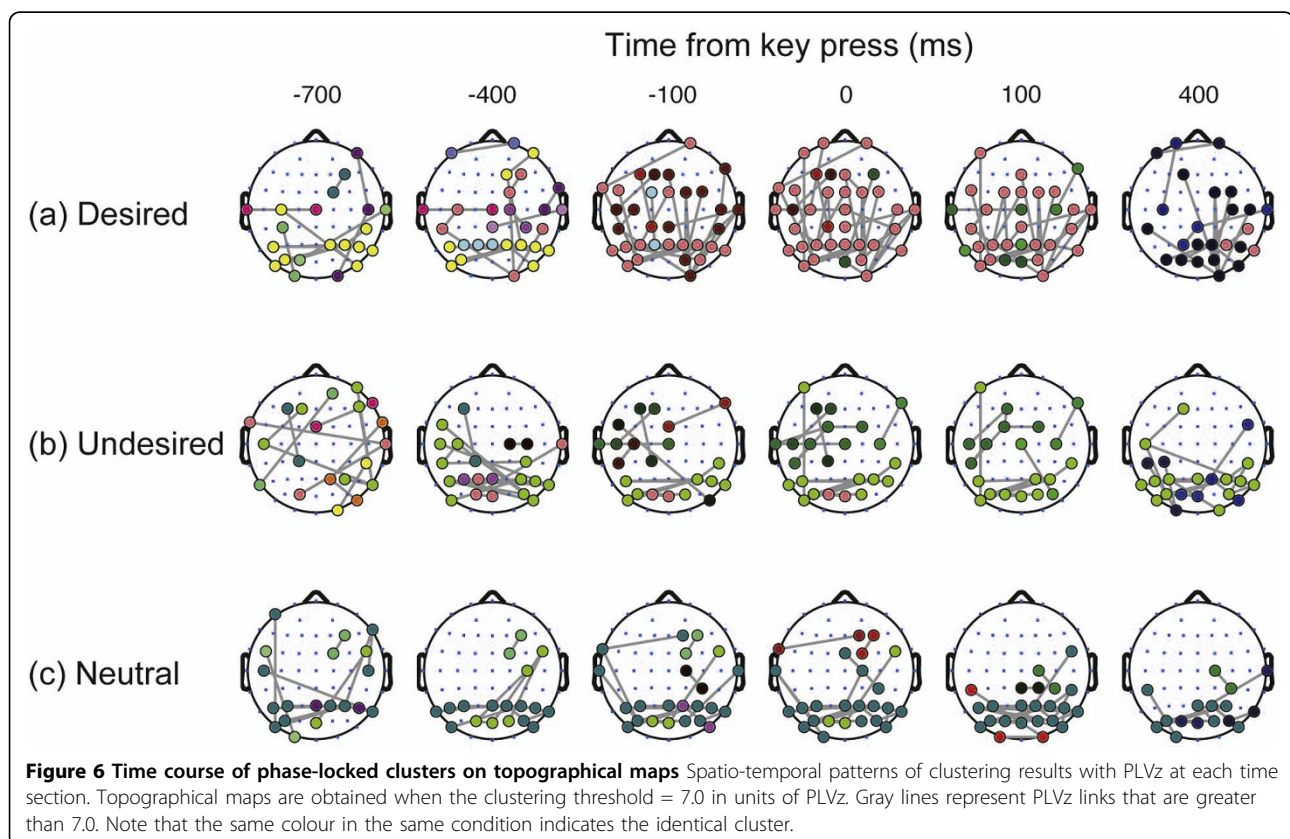 Time from key press (ms)
-700 -400 -100 0 100 400
(a) Desired
(b) Undesired
(c) Neutral
Figure 6 Time course of phase-locked clusters on topographical maps Spatio-temporal patterns of clustering results with PLVz at each time
section. Topographical maps are obtained when the clustering threshold = 7.0 in units of PLVz. Gray lines represent PLVz links that are greater
than 7.0. Note that the same colour in the same condition indicates the identical cluster.